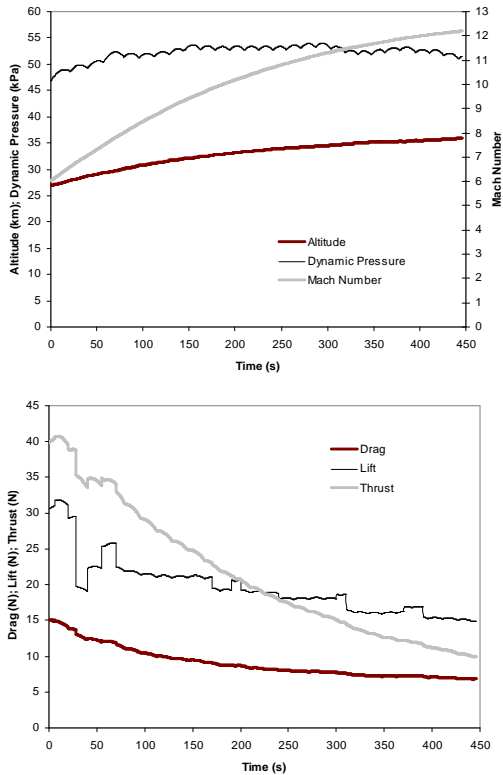 Altitude (km); Dynamic Pressure (kPa)
60
55
50
45
40
35
30
25
20
15
10
5
0
Altitude
Dynamic Pressure
Mach Number
13
12
11
10
9
8
7
6
5
4
3
2
1
0
Mach Number
0 50 100 150 200 250 300 350 400 450
Time (s)
Drag (N); Lift (N); Thrust (N)
45
40
35
30
25
20
15
10
5
0
Drag
Lift
Thrust
0 50 100 150 200 250 300 350 400 450
Time (s)